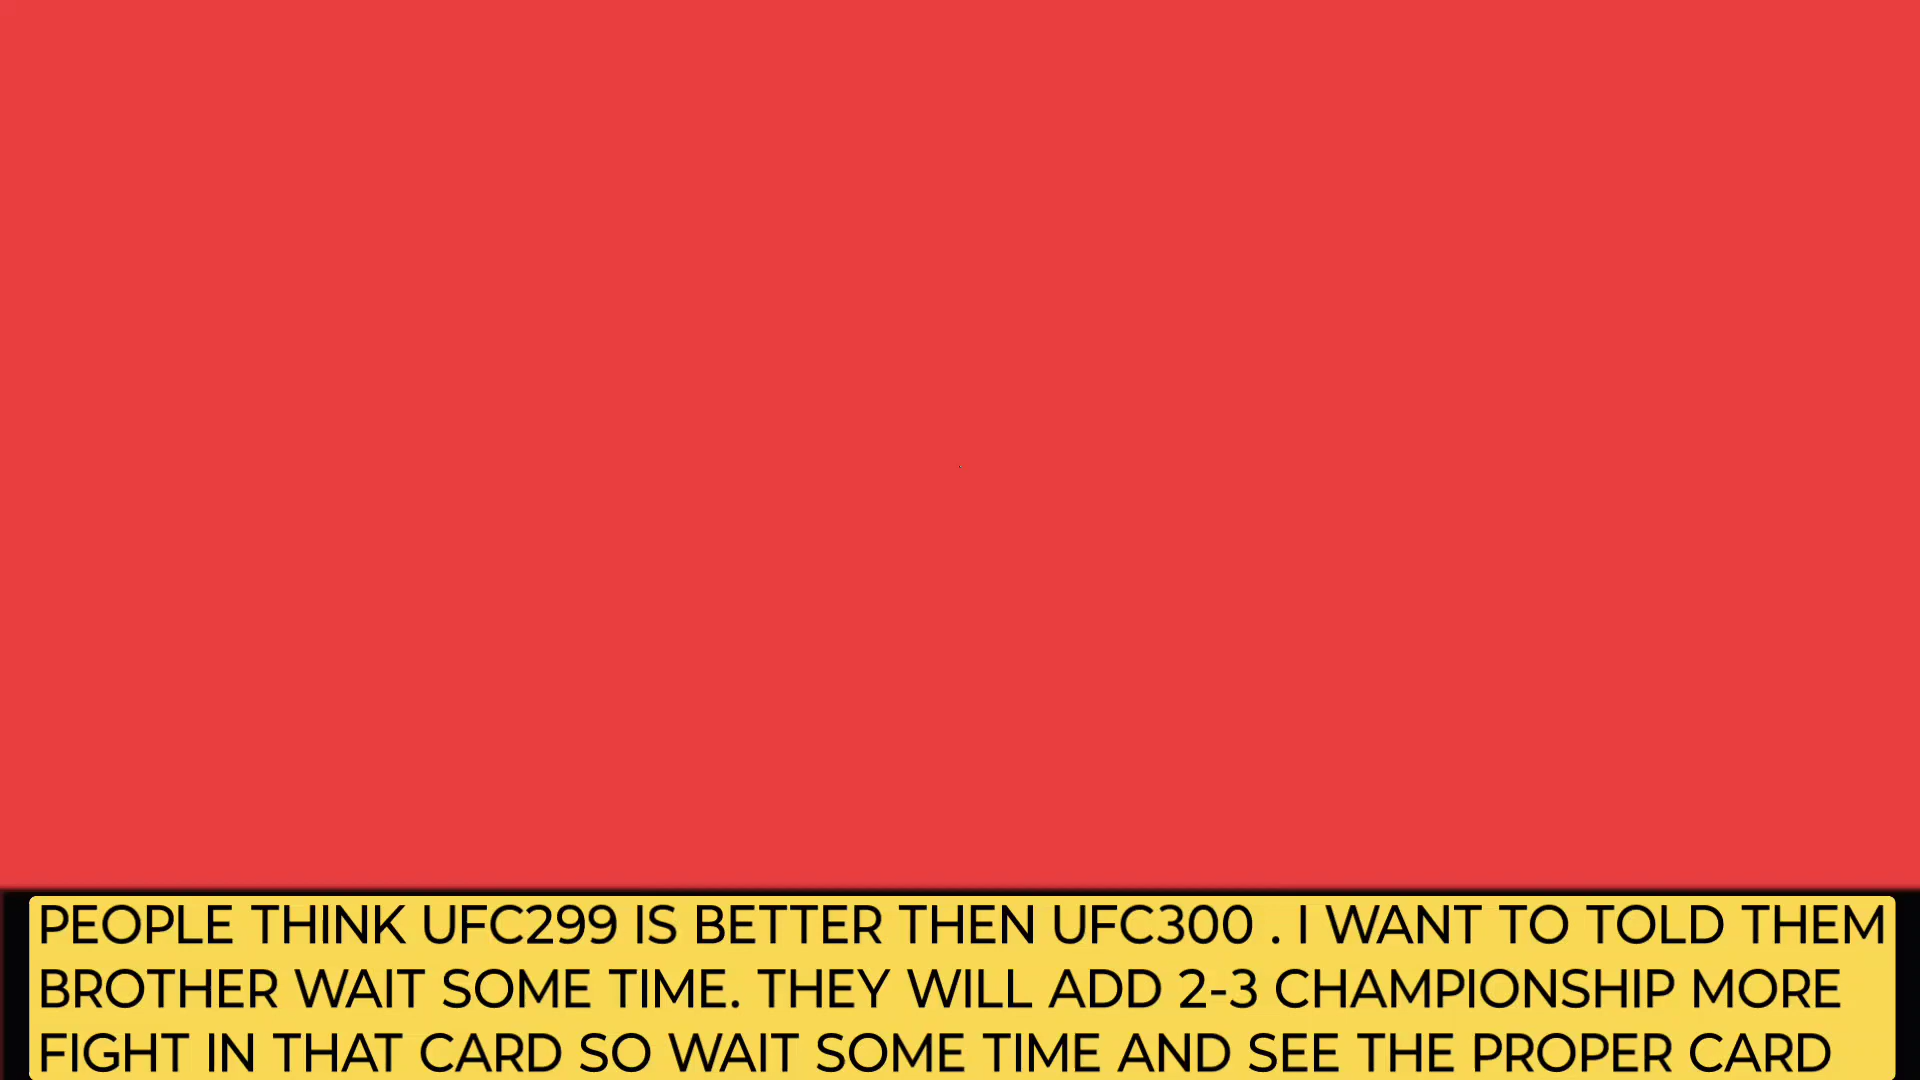 PEOPLE THINK UFC299 IS BETTER THEN UFC300 . I WANT TO TOLD THEM
BROTHER WAIT SOME TIME. THEY WILL ADD 2-3 CHAMPIONSHIP MORE
FIGHT IN THAT CARD SO WAIT SOME TIME AND SEE THE PROPER CARD